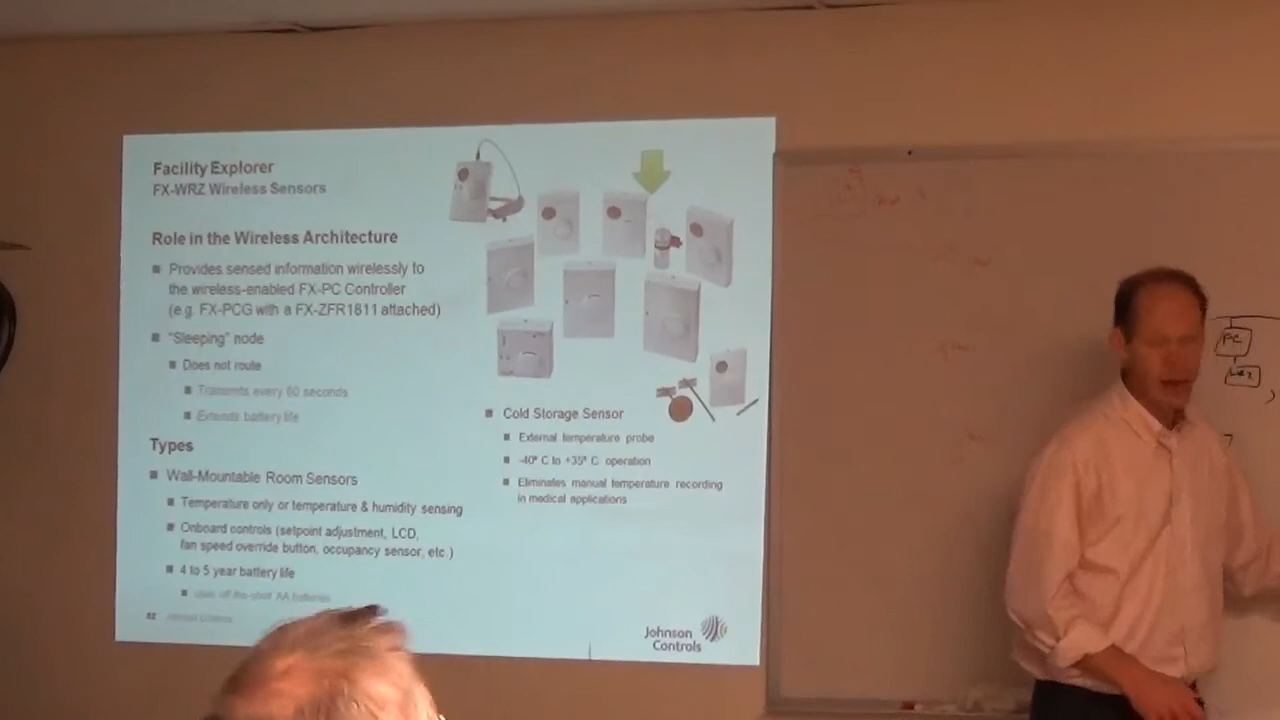 Facility Explorer
FX-WRZ Wireless Sensors
Role in the Wireless Architecture
Provides sensed information wirelessly to
the wireless-enabled FX-PC Controller
(e.g. FX-PCG with a FX-ZFR1811 attached)
"Sleeping" node
Does not route
Transmits every 60 seconds
Extends battery life
Types
Wall-Mountable Room Sensors
Temperature only or temperature & humidity sensing
Onboard controls (setpoint adjustment, LCD,
fan speed override button, occupancy sensor, etc.)
4 to 5 year battery life
AA batteries
Cold Storage Sensor
External temperature probe
-40° C to +35° C operation
Eliminates manual temperature recording
in medical applications
62
Johnson
Controls